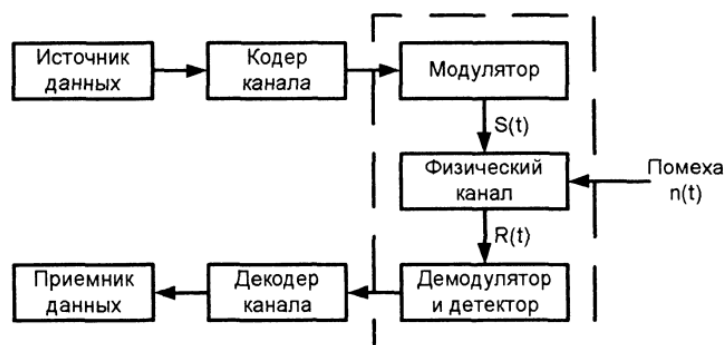 Источник
данных
Кодер
канала
Модулятор
S(t)
Физический
канал
Помеха
n(t)
R(t)
Приемник
данных
Декодер
канала
Демодулятор
и детектор